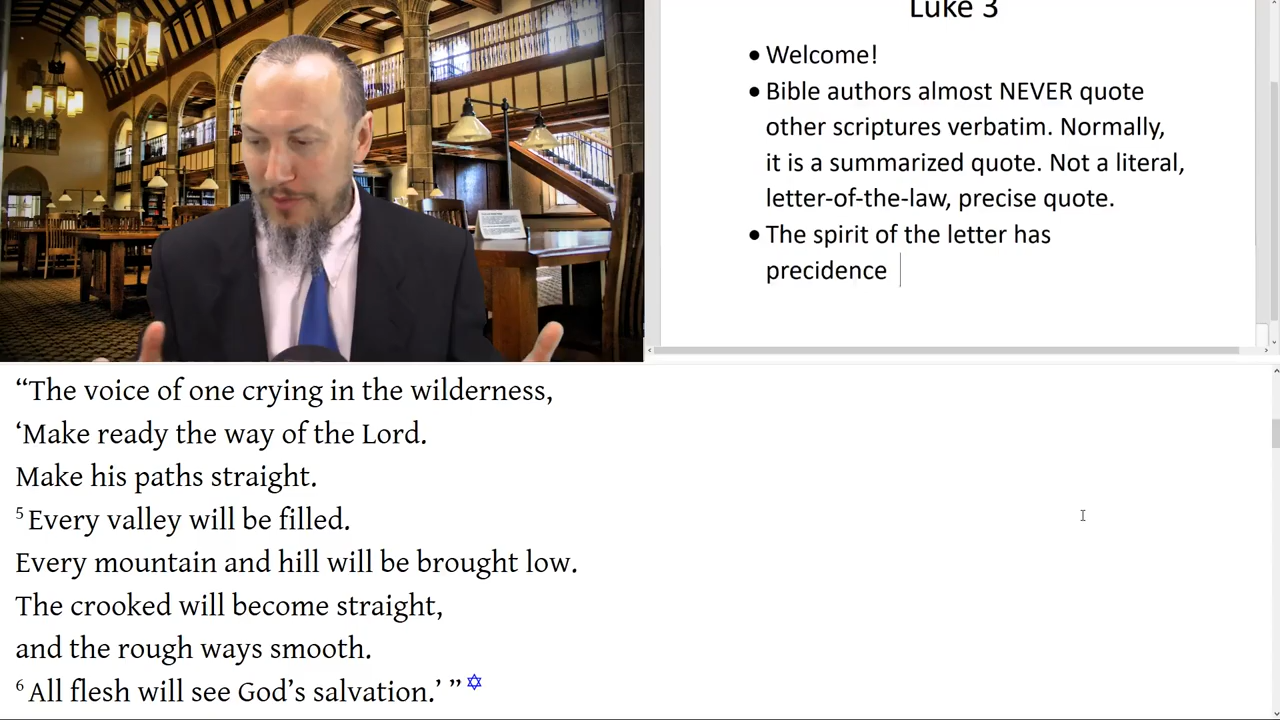 Luke 3
• Welcome!
• Bible authors almost NEVER quote
other scriptures verbatim. Normally,
it is a summarized quote. Not a literal,
letter-of-the-law, precise quote.
• The spirit of the letter has
precidence
“The voice of one crying in the wilderness,
‘Make ready the way of the Lord.
Make his paths straight.
5 Every valley will be filled.
Every mountain and hill will be brought low.
The crooked will become straight,
and the rough ways smooth.
6 All flesh will see God’s salvation.’ ” ✡